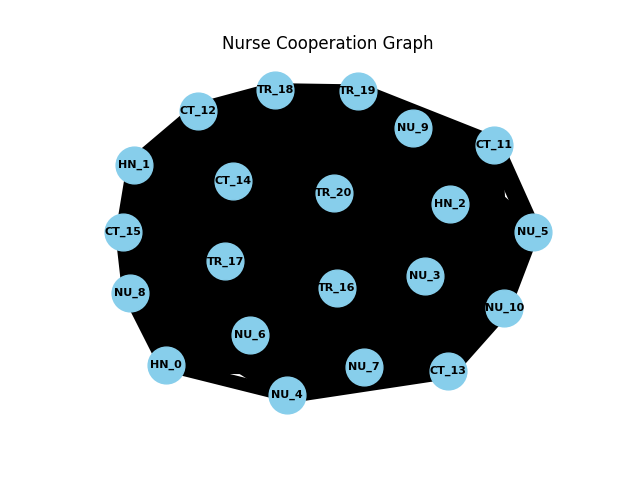 Nurse Cooperation Graph
TR_18
TR_19
CT_12
NU_9
CT_11
HN_1
CT_14
TR_20
HN_2
CT_15
NU_5
TR_17
NU_3
TR_16
NU_8
NU_10
NU_6
HN_0
NU_7
CT_13
NU_4